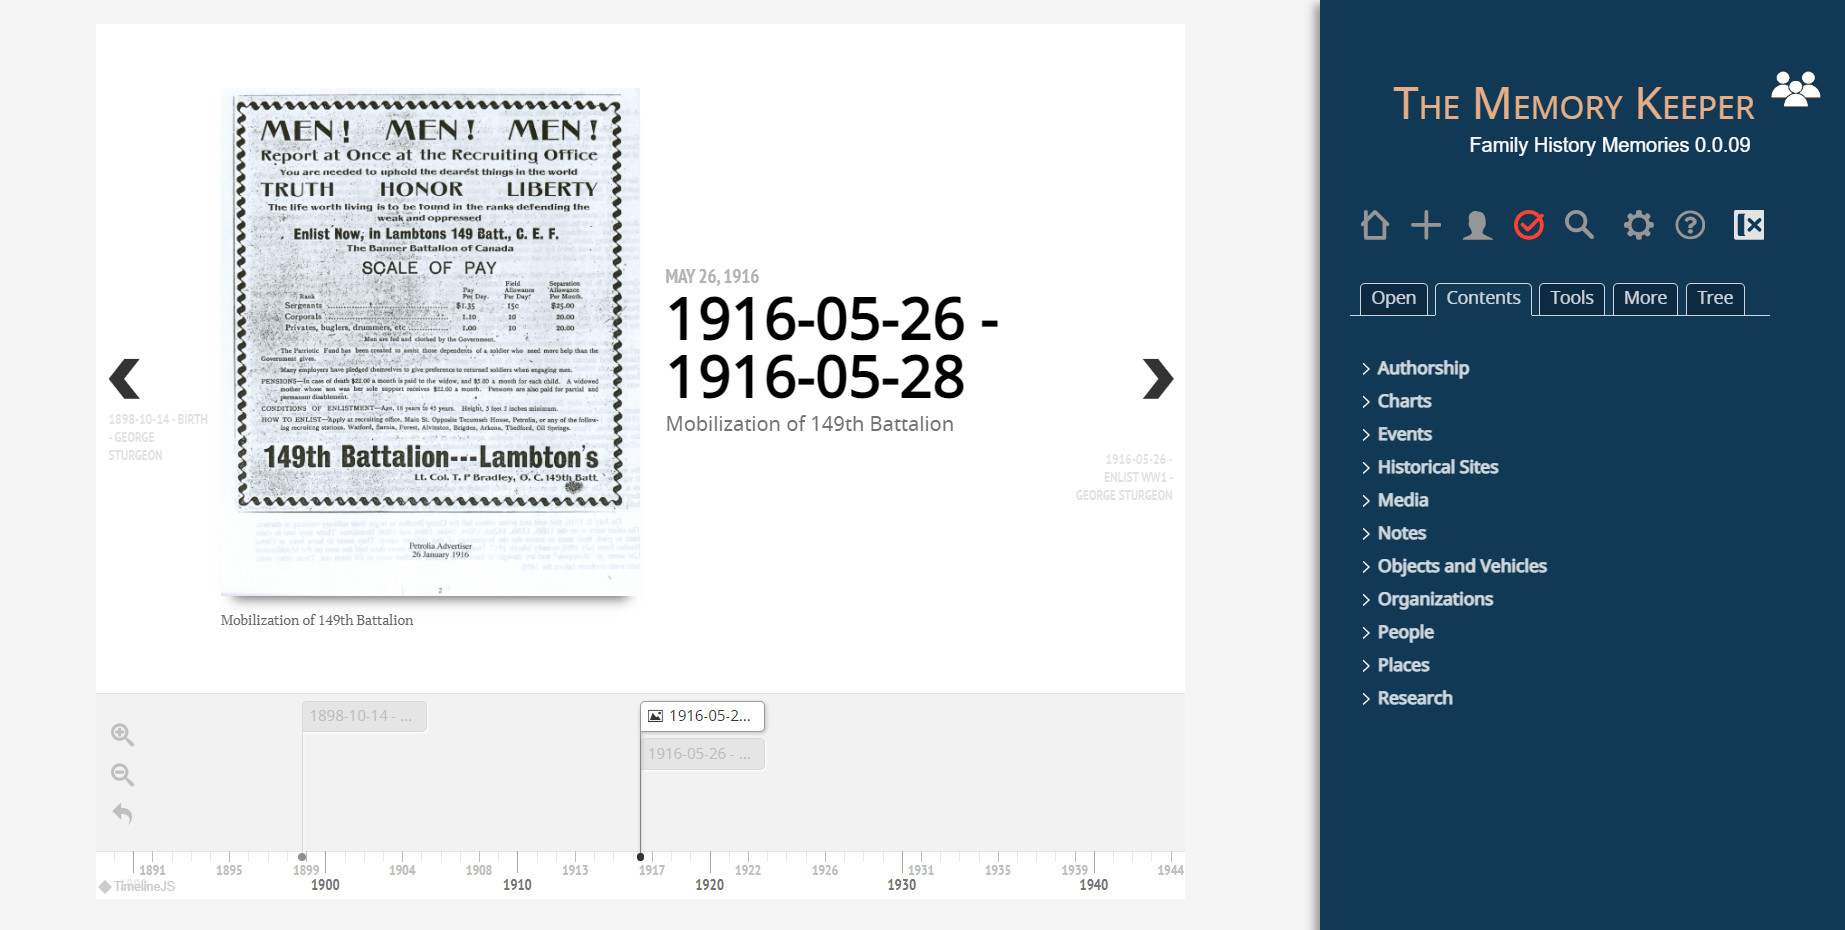 MEN! MEN! MEN!
Report at Once at the Recruiting Office
You are needed to uphold the dearest things in the world
TRUTH HONOR LIBERTY
The life worth living is to be found in the ranks defending the
weak and oppressed
Enlist Now, in Lambtons 149 Batt., C. E. F.
The Banner Battalion of Canada
SCALE OF PAY
Rank Pay Per Day. Field Allowance Per Day. Separation Allowance Per Month.
Sergeants $1.35 15c $25.00
Corporals 1.10 10 20.00
Privates, buglers, drummers, etc 1.00 10 20.00
Men are fed and clothed by the Government.
The Patriotic Fund has been created to assist those dependents of a soldier who need more help than the
Government gives.
Many employers have pledged themselves to give preference to returned soldiers when engaging men.
PENSIONS—In case of death $22.00 a month is paid to the widow, and $5.00 a month for each child. A widowed
mother whose son was her sole support receives $22.00 a month. Pensions are also paid for partial and
permanent disablement.
CONDITIONS OF ENLISTMENT—Age, 18 years to 45 years. Height, 5 feet 2 inches minimum.
HOW TO ENLIST—Apply at recruiting office, Main St. Opposite Tecumseh House, Petrolia, or any of the follow-
ing recruiting stations, Watford, Sarnia, Forest, Alvinston, Brigden, Arkona, Thedford, Oil Springs.
149th Battalion---Lambton's
Lt. Col. T. P Bradley, O. C. 149th Batt.
Petrolia Advertiser
26 January 1916
2
Mobilization of 149th Battalion
1898-10-14 - BIRTH
- GEORGE
STURGEON
MAY 26, 1916
1916-05-26 -
1916-05-28
Mobilization of 149th Battalion
1916-05-26 -
ENLIST WW1 -
GEORGE STURGEON
1898-10-14 - ...
1916-05-2...
1916-05-26 - ...
1891 1895 1899 1904 1908 1913 1917 1922 1926 1931 1935 1939 1944
1900 1910 1920 1930 1940
TimelineJS
The Memory Keeper
Family History Memories 0.0.09
Open Contents Tools More Tree
Authorship
Charts
Events
Historical Sites
Media
Notes
Objects and Vehicles
Organizations
People
Places
Research